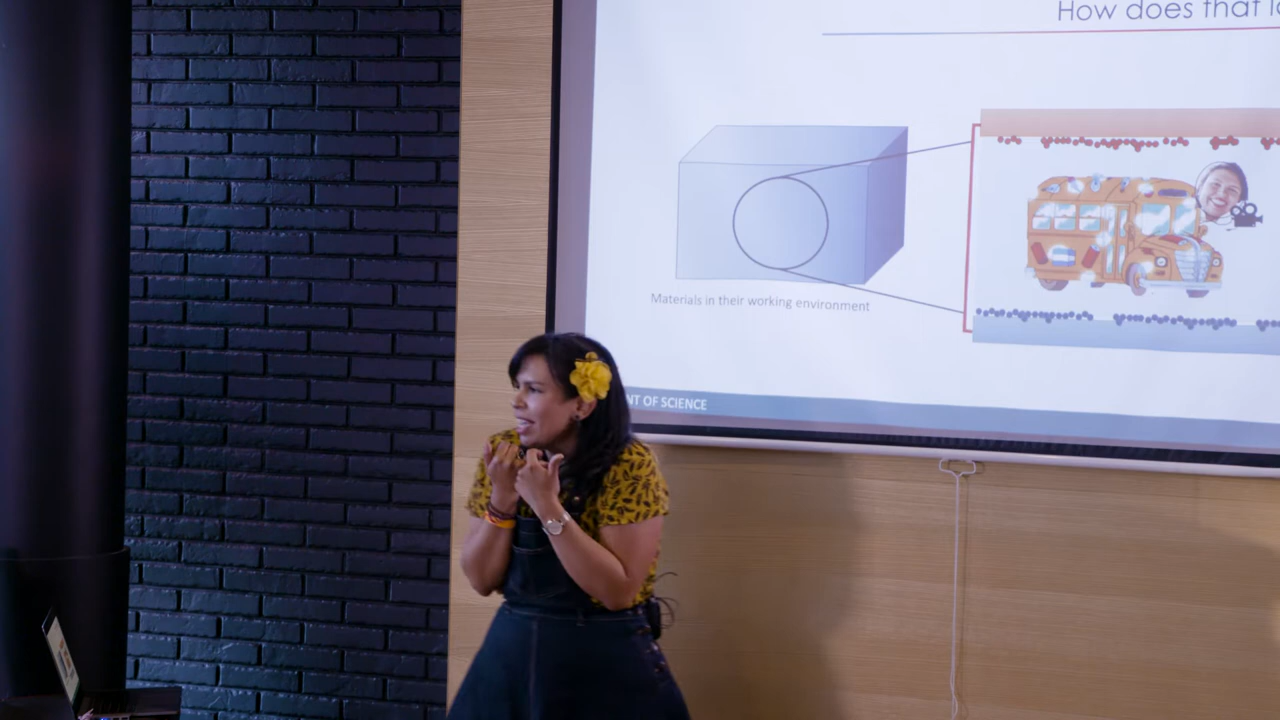 How does that
Materials in their working environment
NT OF SCIENCE